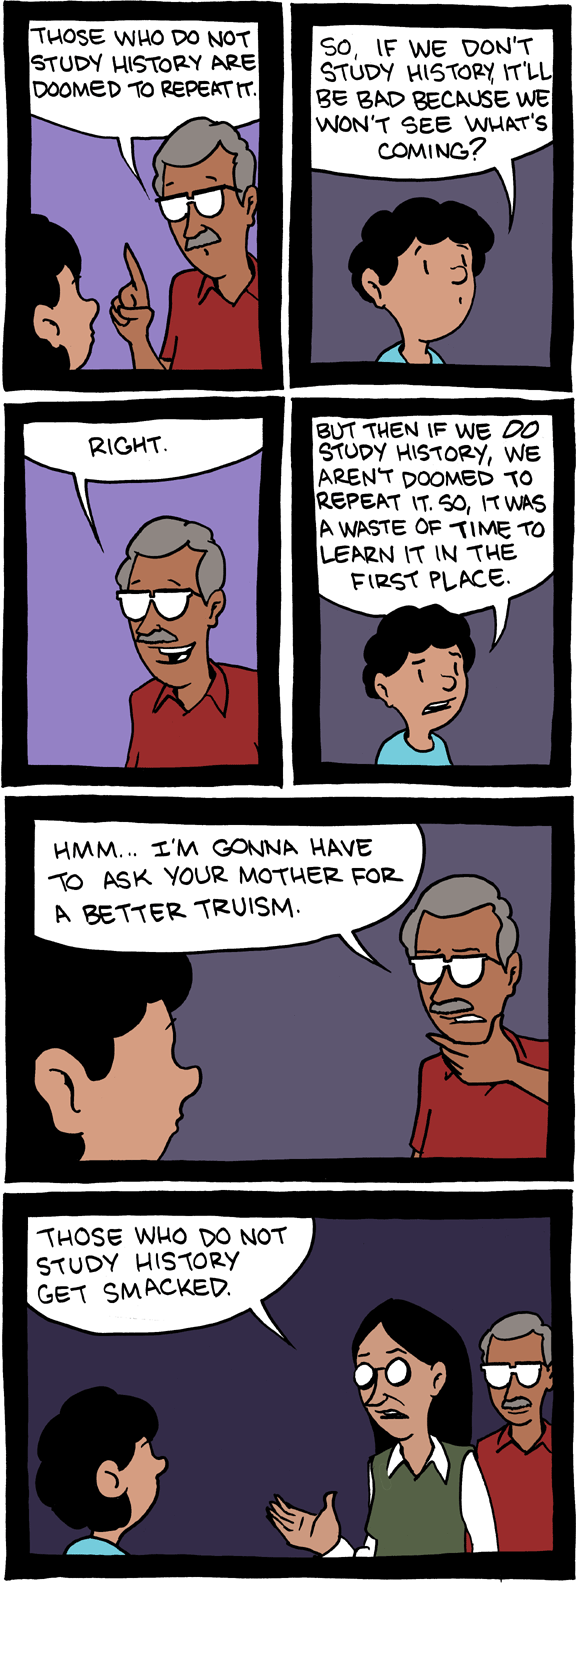 THOSE WHO DO NOT
STUDY HISTORY ARE
DOOMED TO REPEAT IT.
SO, IF WE DON'T
STUDY HISTORY, IT'LL
BE BAD BECAUSE WE
WON'T SEE WHAT'S
COMING?
RIGHT.
BUT THEN IF WE DO
STUDY HISTORY, WE
AREN'T DOOMED TO
REPEAT IT. SO, IT WAS
A WASTE OF TIME TO
LEARN IT IN THE
FIRST PLACE.
HMM... I'M GONNA HAVE
TO ASK YOUR MOTHER FOR
A BETTER TRUISM.
THOSE WHO DO NOT
STUDY HISTORY
GET SMACKED.